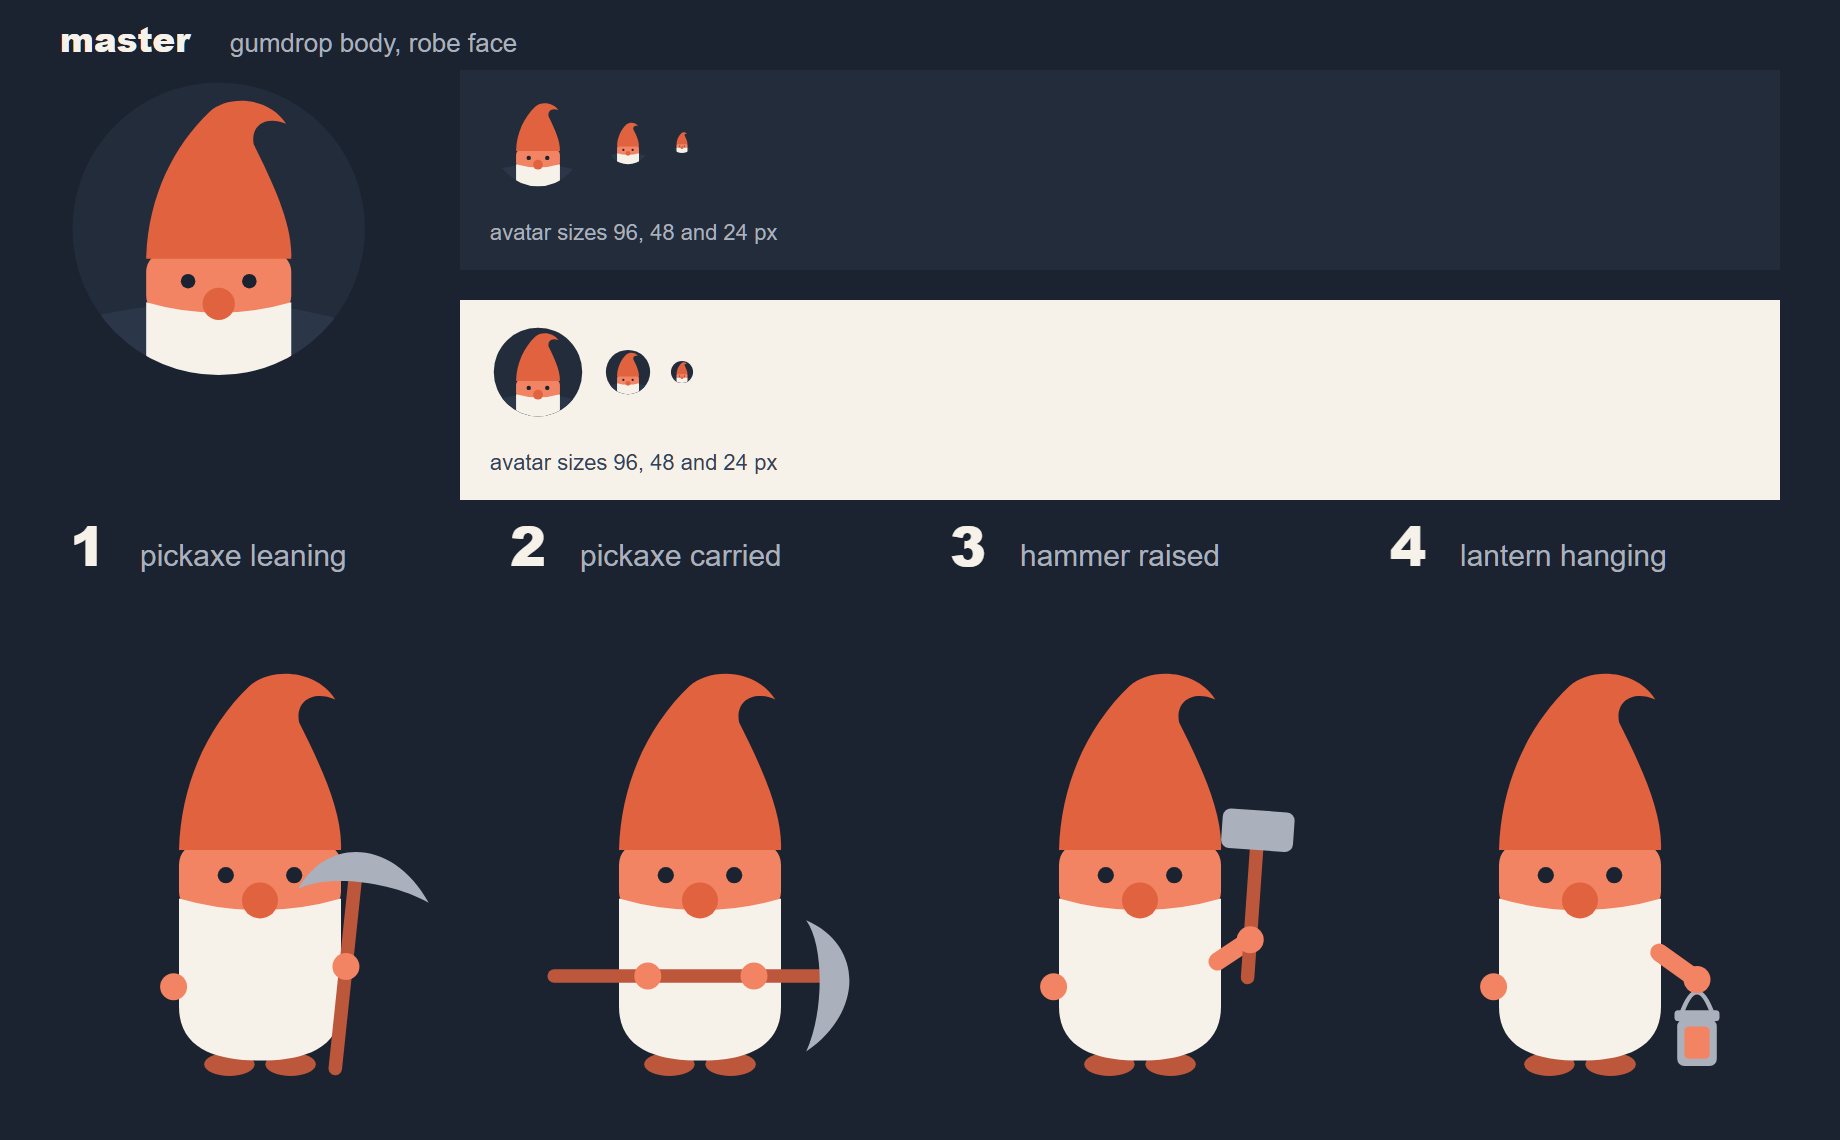 master gumdrop body, robe face
avatar sizes 96, 48 and 24 px
avatar sizes 96, 48 and 24 px
1 pickaxe leaning
2 pickaxe carried
3 hammer raised
4 lantern hanging